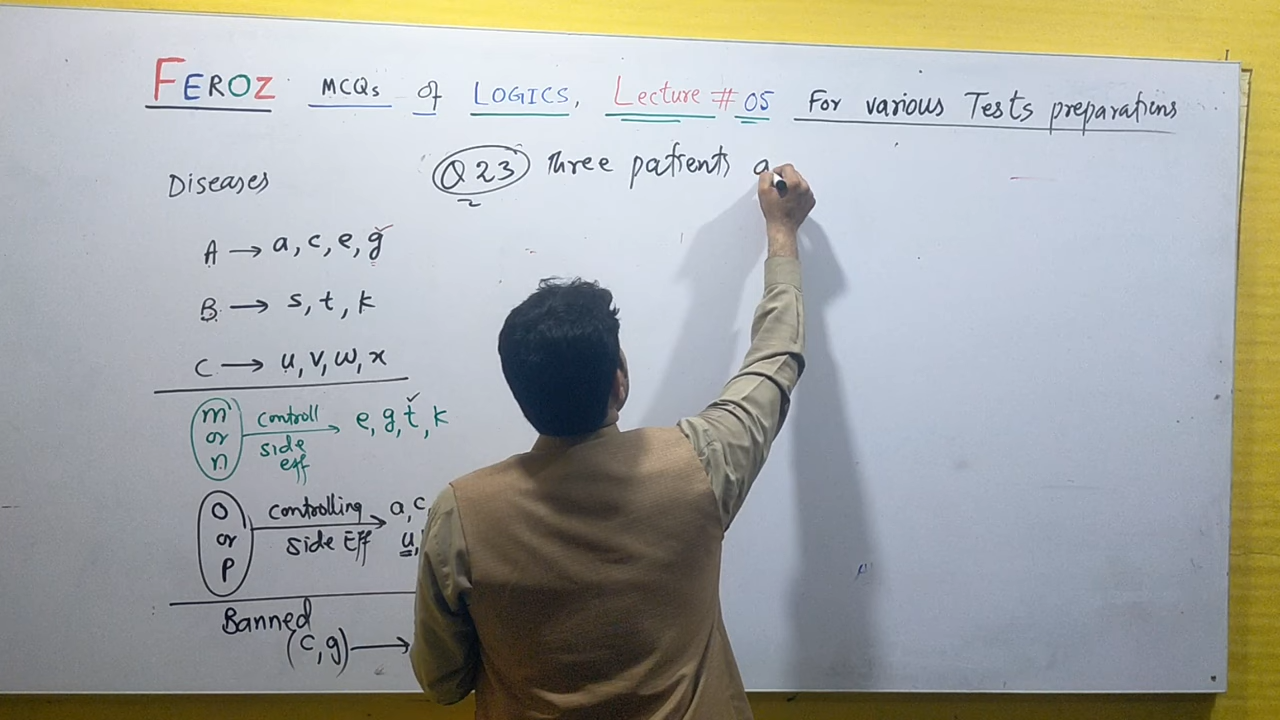 FEROZ MCQs of LOGICS, Lecture # 05 For various Tests preparations
Q 23 Three patients a
Diseases
A → a, c, e, g
B → s, t, k
C → u, v, w, x
m or n controll side eff → e, g, t, k
O or P controlling side Eff → a, c,
u,
Banned
(c, g) →